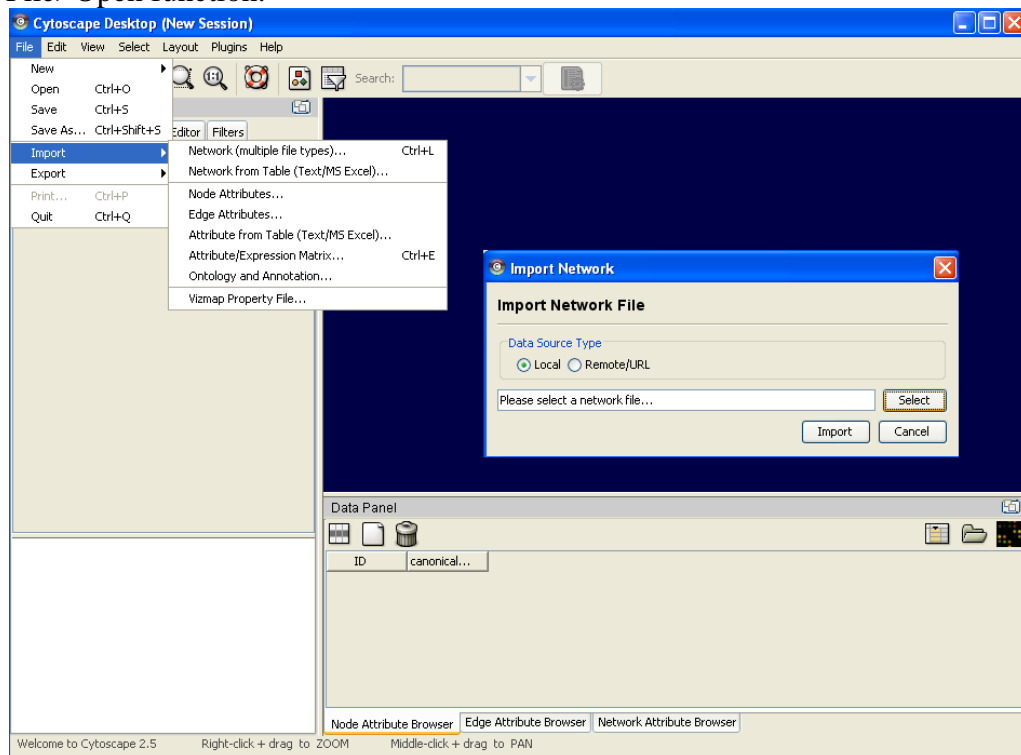 File/ Open function.
Cytoscape Desktop (New Session)
File Edit View Select Layout Plugins Help
New
Open Ctrl+O
Save Ctrl+S
Save As... Ctrl+Shift+S
Import
Export
Print... Ctrl+P
Quit Ctrl+Q
Search:
Editor Filters
Network (multiple file types)... Ctrl+L
Network from Table (Text/MS Excel)...
Node Attributes...
Edge Attributes...
Attribute from Table (Text/MS Excel)...
Attribute/Expression Matrix... Ctrl+E
Ontology and Annotation...
Vizmap Property File...
Import Network
Import Network File
Data Source Type
Local Remote/URL
Please select a network file... Select
Import Cancel
Data Panel
ID canonical...
Node Attribute Browser Edge Attribute Browser Network Attribute Browser
Welcome to Cytoscape 2.5 Right-click + drag to ZOOM Middle-click + drag to PAN